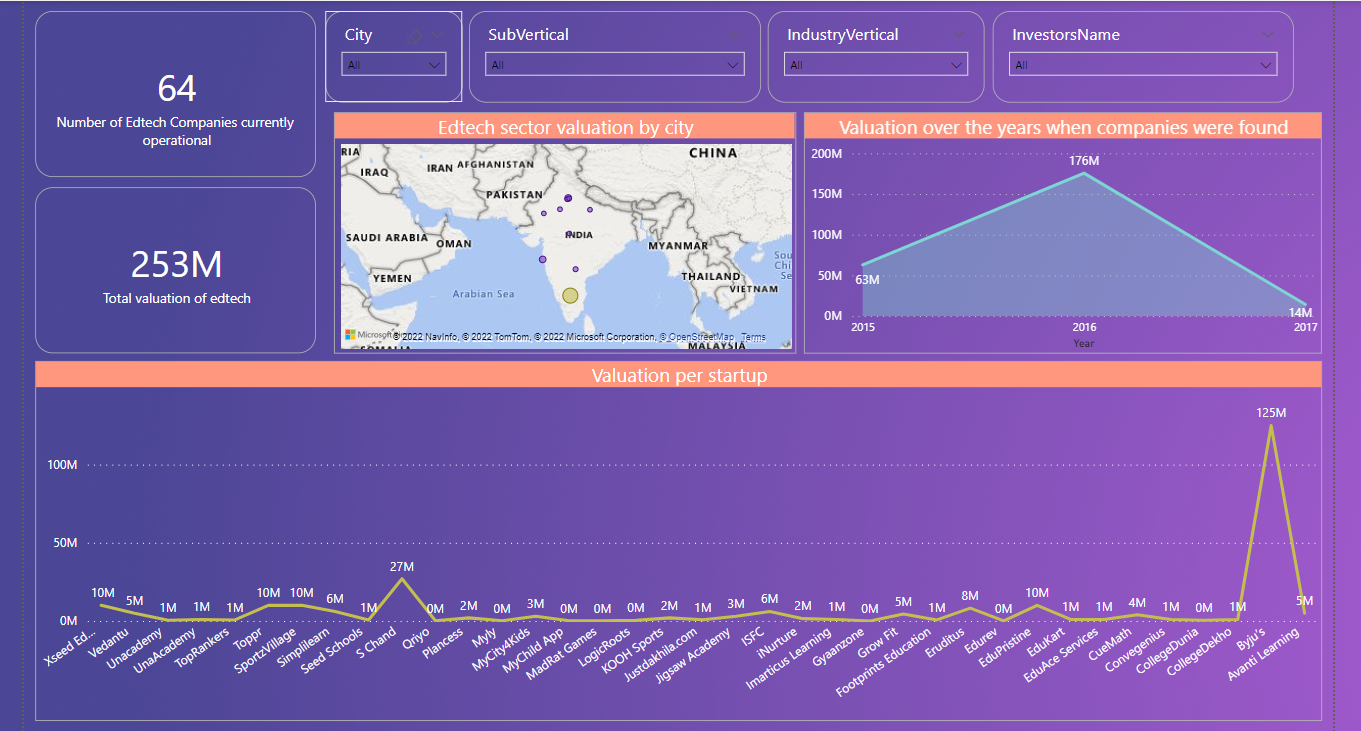 64
Number of Edtech Companies currently
operational
253M
Total valuation of edtech
City
All
SubVertical
All
IndustryVertical
All
InvestorsName
All
Edtech sector valuation by city
RIA
IRAQ
IRAN
AFGHANISTAN
CHINA
PAKISTAN
SAUDI ARABIA
OMAN
INDIA
MYANMAR
YEMEN
THAILAND
VIETNAM
Sou
Chi
Se
Arabian Sea
Microsoft
© 2022 NavInfo, © 2022 TomTom, © 2022 Microsoft Corporation, © OpenStreetMap Terms
SOMALIA
MALAYSIA
Valuation over the years when companies were found
200M
150M
100M
50M
0M
63M
176M
14M
2015
2016
2017
Year
Valuation per startup
100M
50M
0M
10M
5M
1M
1M
1M
10M
10M
6M
1M
27M
0M
2M
0M
3M
0M
0M
0M
2M
1M
3M
6M
2M
1M
0M
5M
1M
8M
0M
10M
1M
1M
4M
1M
0M
1M
125M
5M
Xseed Ed...
Vedantu
Unacademy
UnaAcademy
TopRankers
Toppr
SportzVillage
Simplilearn
Seed Schools
S Chand
Qriyo
Plancess
Myly
MyCity4Kids
MyChild App
MadRat Games
LogicRoots
KOOH Sports
Justdakhila.com
Jigsaw Academy
ISFC
iNurture
Imarticus Learning
Gyaanzone
Grow Fit
Footprints Education
Eruditus
Edurev
EduPristine
EduKart
EduAce Services
CueMath
Convegenius
CollegeDunia
CollegeDekho
Byju's
Avanti Learning